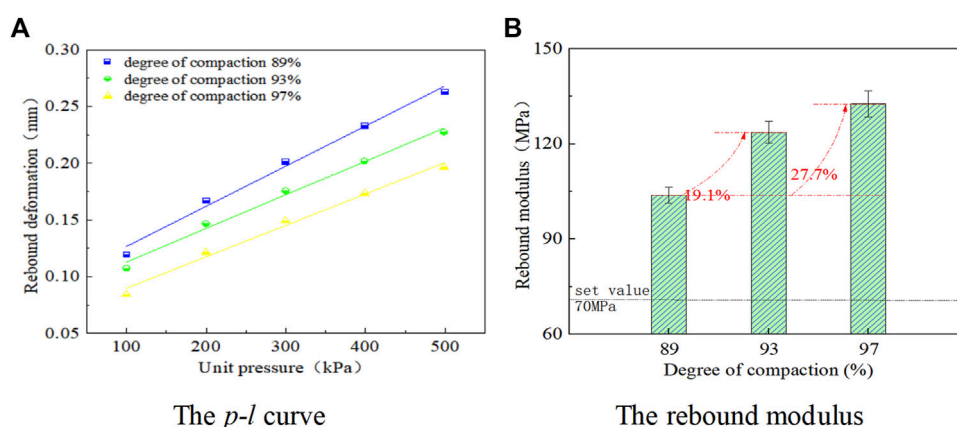 A
0.30
0.25
0.20
0.15
0.10
0.05
Rebound deformation（mm）
degree of compaction 89%
degree of compaction 93%
degree of compaction 97%
100 200 300 400 500
Unit pressure（kPa）
The p-l curve
B
150
120
90
60
Rebound modulus（MPa）
19.1%
27.7%
set value
70MPa
89 93 97
Degree of compaction (%)
The rebound modulus